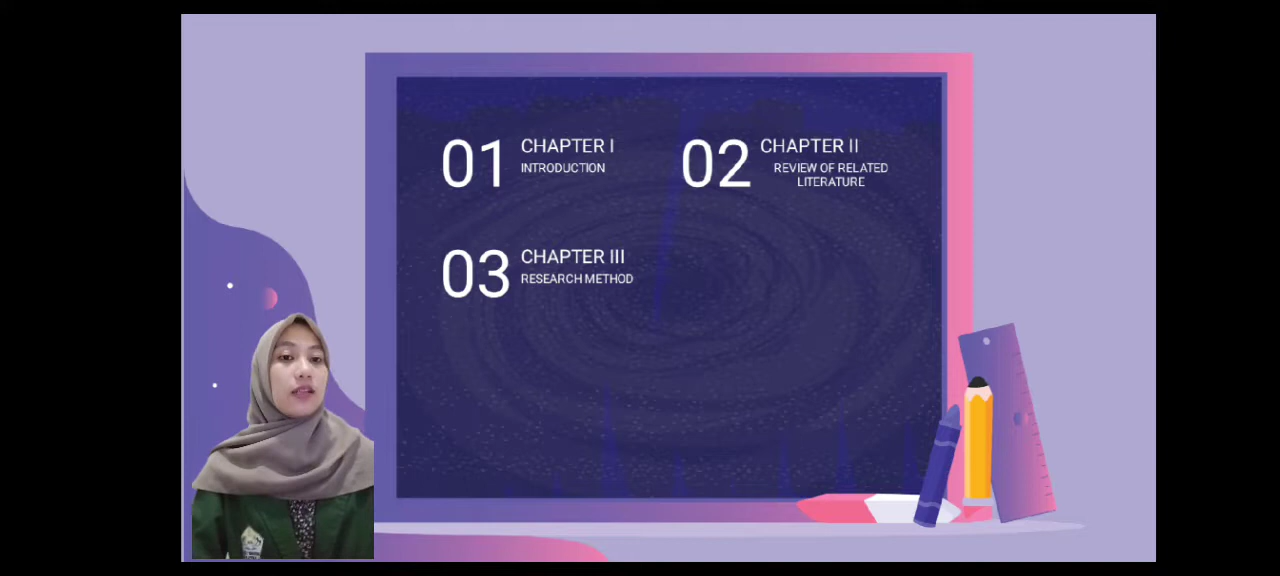 01
CHAPTER I
INTRODUCTION
02
CHAPTER II
REVIEW OF RELATED
LITERATURE
03
CHAPTER III
RESEARCH METHOD